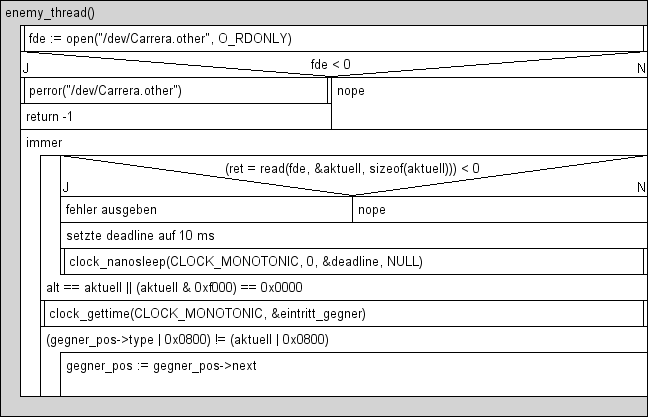 enemy_thread()
fde := open("/dev/Carrera.other", O_RDONLY)
fde < 0
J
N
perror("/dev/Carrera.other")
nope
return -1
immer
(ret = read(fde, &aktuell, sizeof(aktuell))) < 0
J
N
fehler ausgeben
nope
setzte deadline auf 10 ms
clock_nanosleep(CLOCK_MONOTONIC, 0, &deadline, NULL)
alt == aktuell || (aktuell & 0xf000) == 0x0000
clock_gettime(CLOCK_MONOTONIC, &eintritt_gegner)
(gegner_pos->type | 0x0800) != (aktuell | 0x0800)
gegner_pos := gegner_pos->next